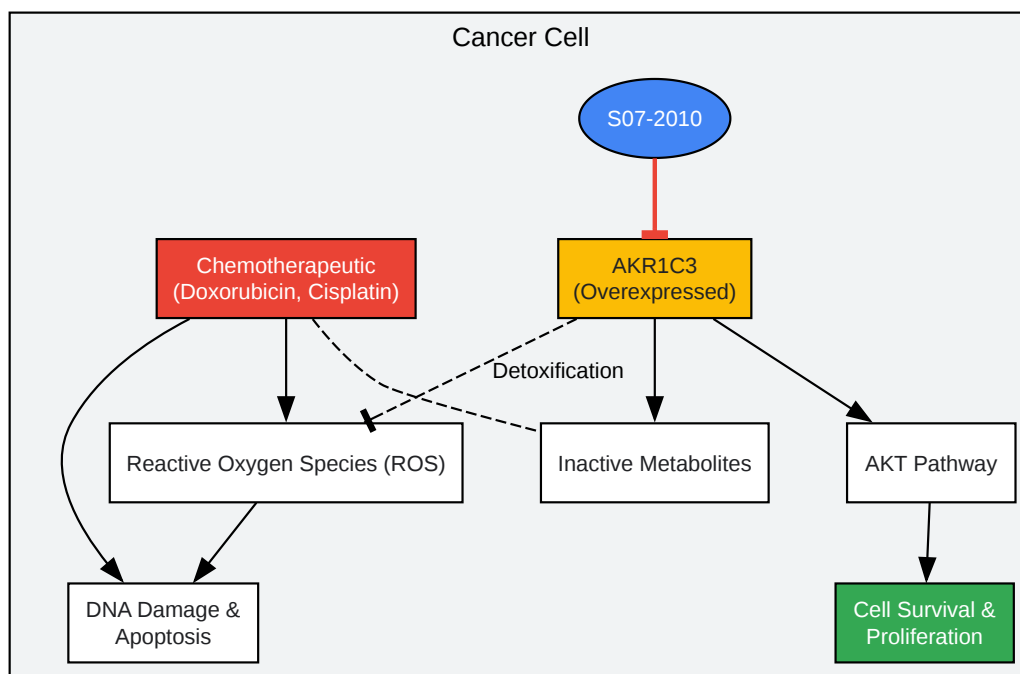 Cancer Cell
S07-2010
Chemotherapeutic
(Doxorubicin, Cisplatin)
AKR1C3
(Overexpressed)
Detoxification
Reactive Oxygen Species (ROS)
Inactive Metabolites
AKT Pathway
DNA Damage &
Apoptosis
Cell Survival &
Proliferation